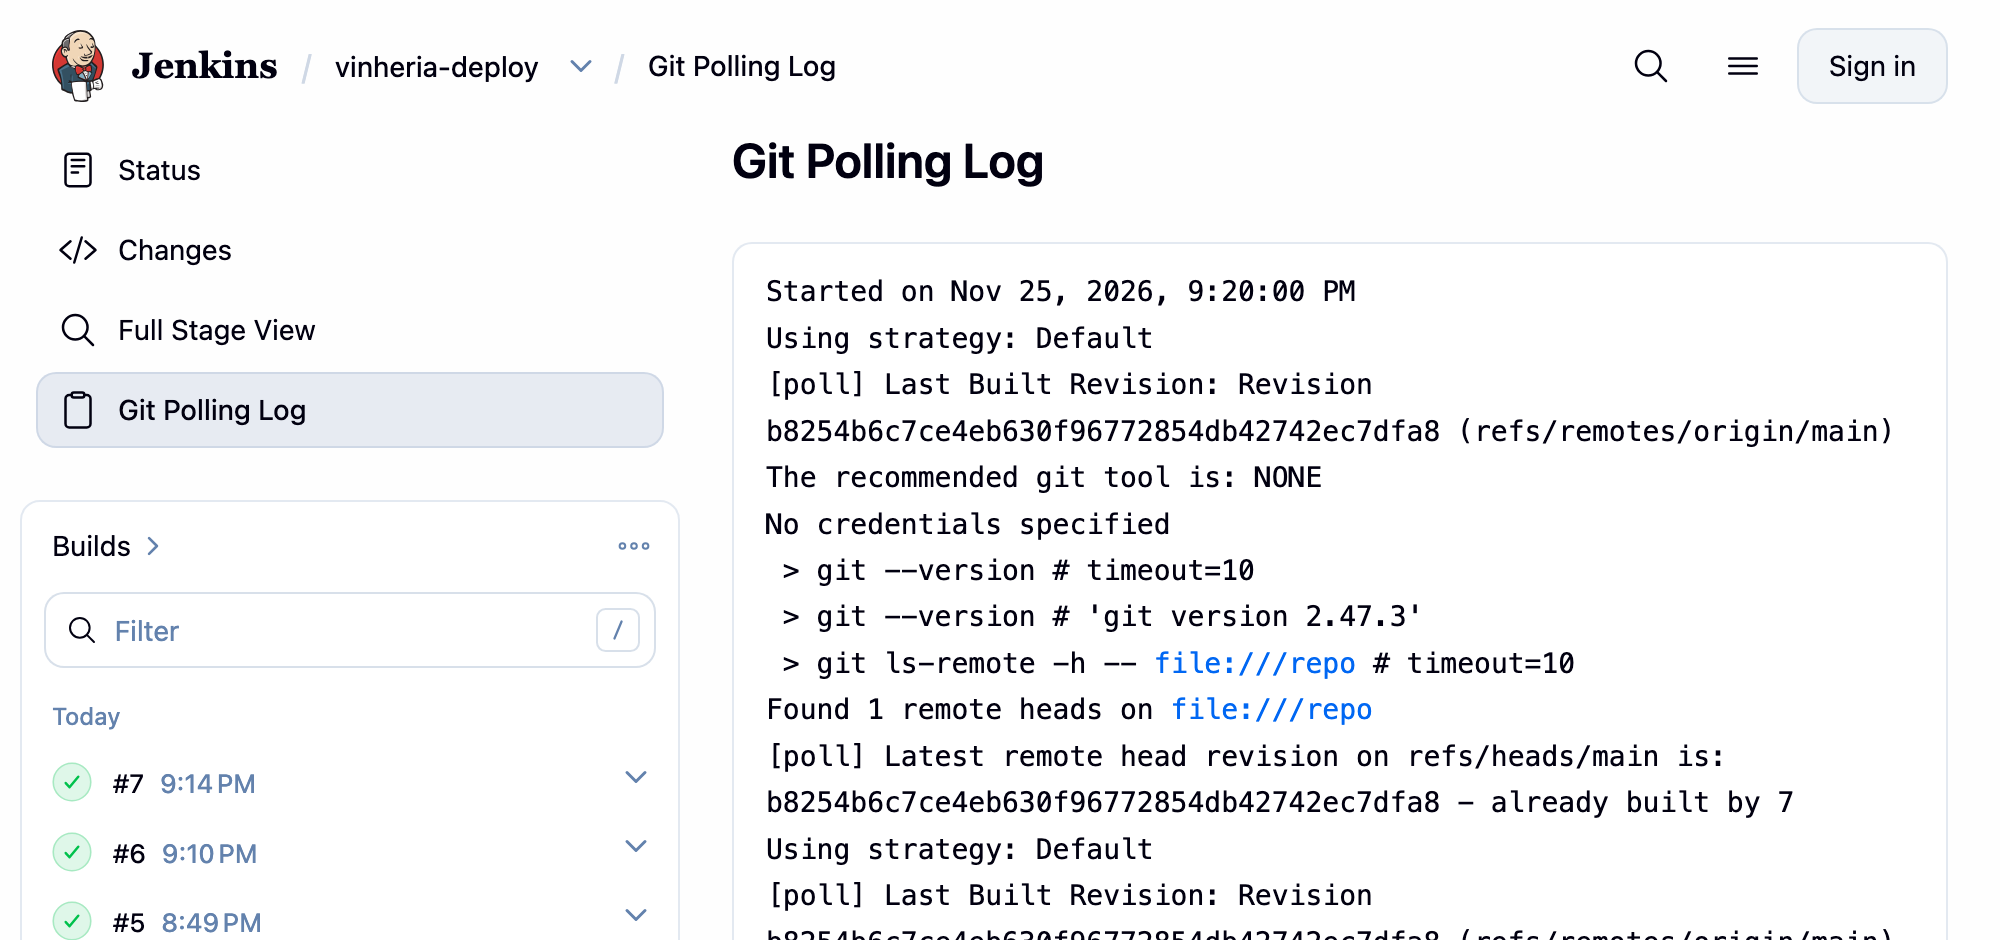 Jenkins / vinheria-deploy / Git Polling Log
Sign in
Status
Changes
Full Stage View
Git Polling Log
Builds
Filter /
Today
#7 9:14 PM
#6 9:10 PM
#5 8:49 PM
Git Polling Log
Started on Nov 25, 2026, 9:20:00 PM
Using strategy: Default
[poll] Last Built Revision: Revision
b8254b6c7ce4eb630f96772854db42742ec7dfa8 (refs/remotes/origin/main)
The recommended git tool is: NONE
No credentials specified
> git --version # timeout=10
> git --version # 'git version 2.47.3'
> git ls-remote -h -- file:///repo # timeout=10
Found 1 remote heads on file:///repo
[poll] Latest remote head revision on refs/heads/main is:
b8254b6c7ce4eb630f96772854db42742ec7dfa8 - already built by 7
Using strategy: Default
[poll] Last Built Revision: Revision
b8254b6c7ce4eb630f96772854db42742ec7dfa8 (refs/remotes/origin/main)